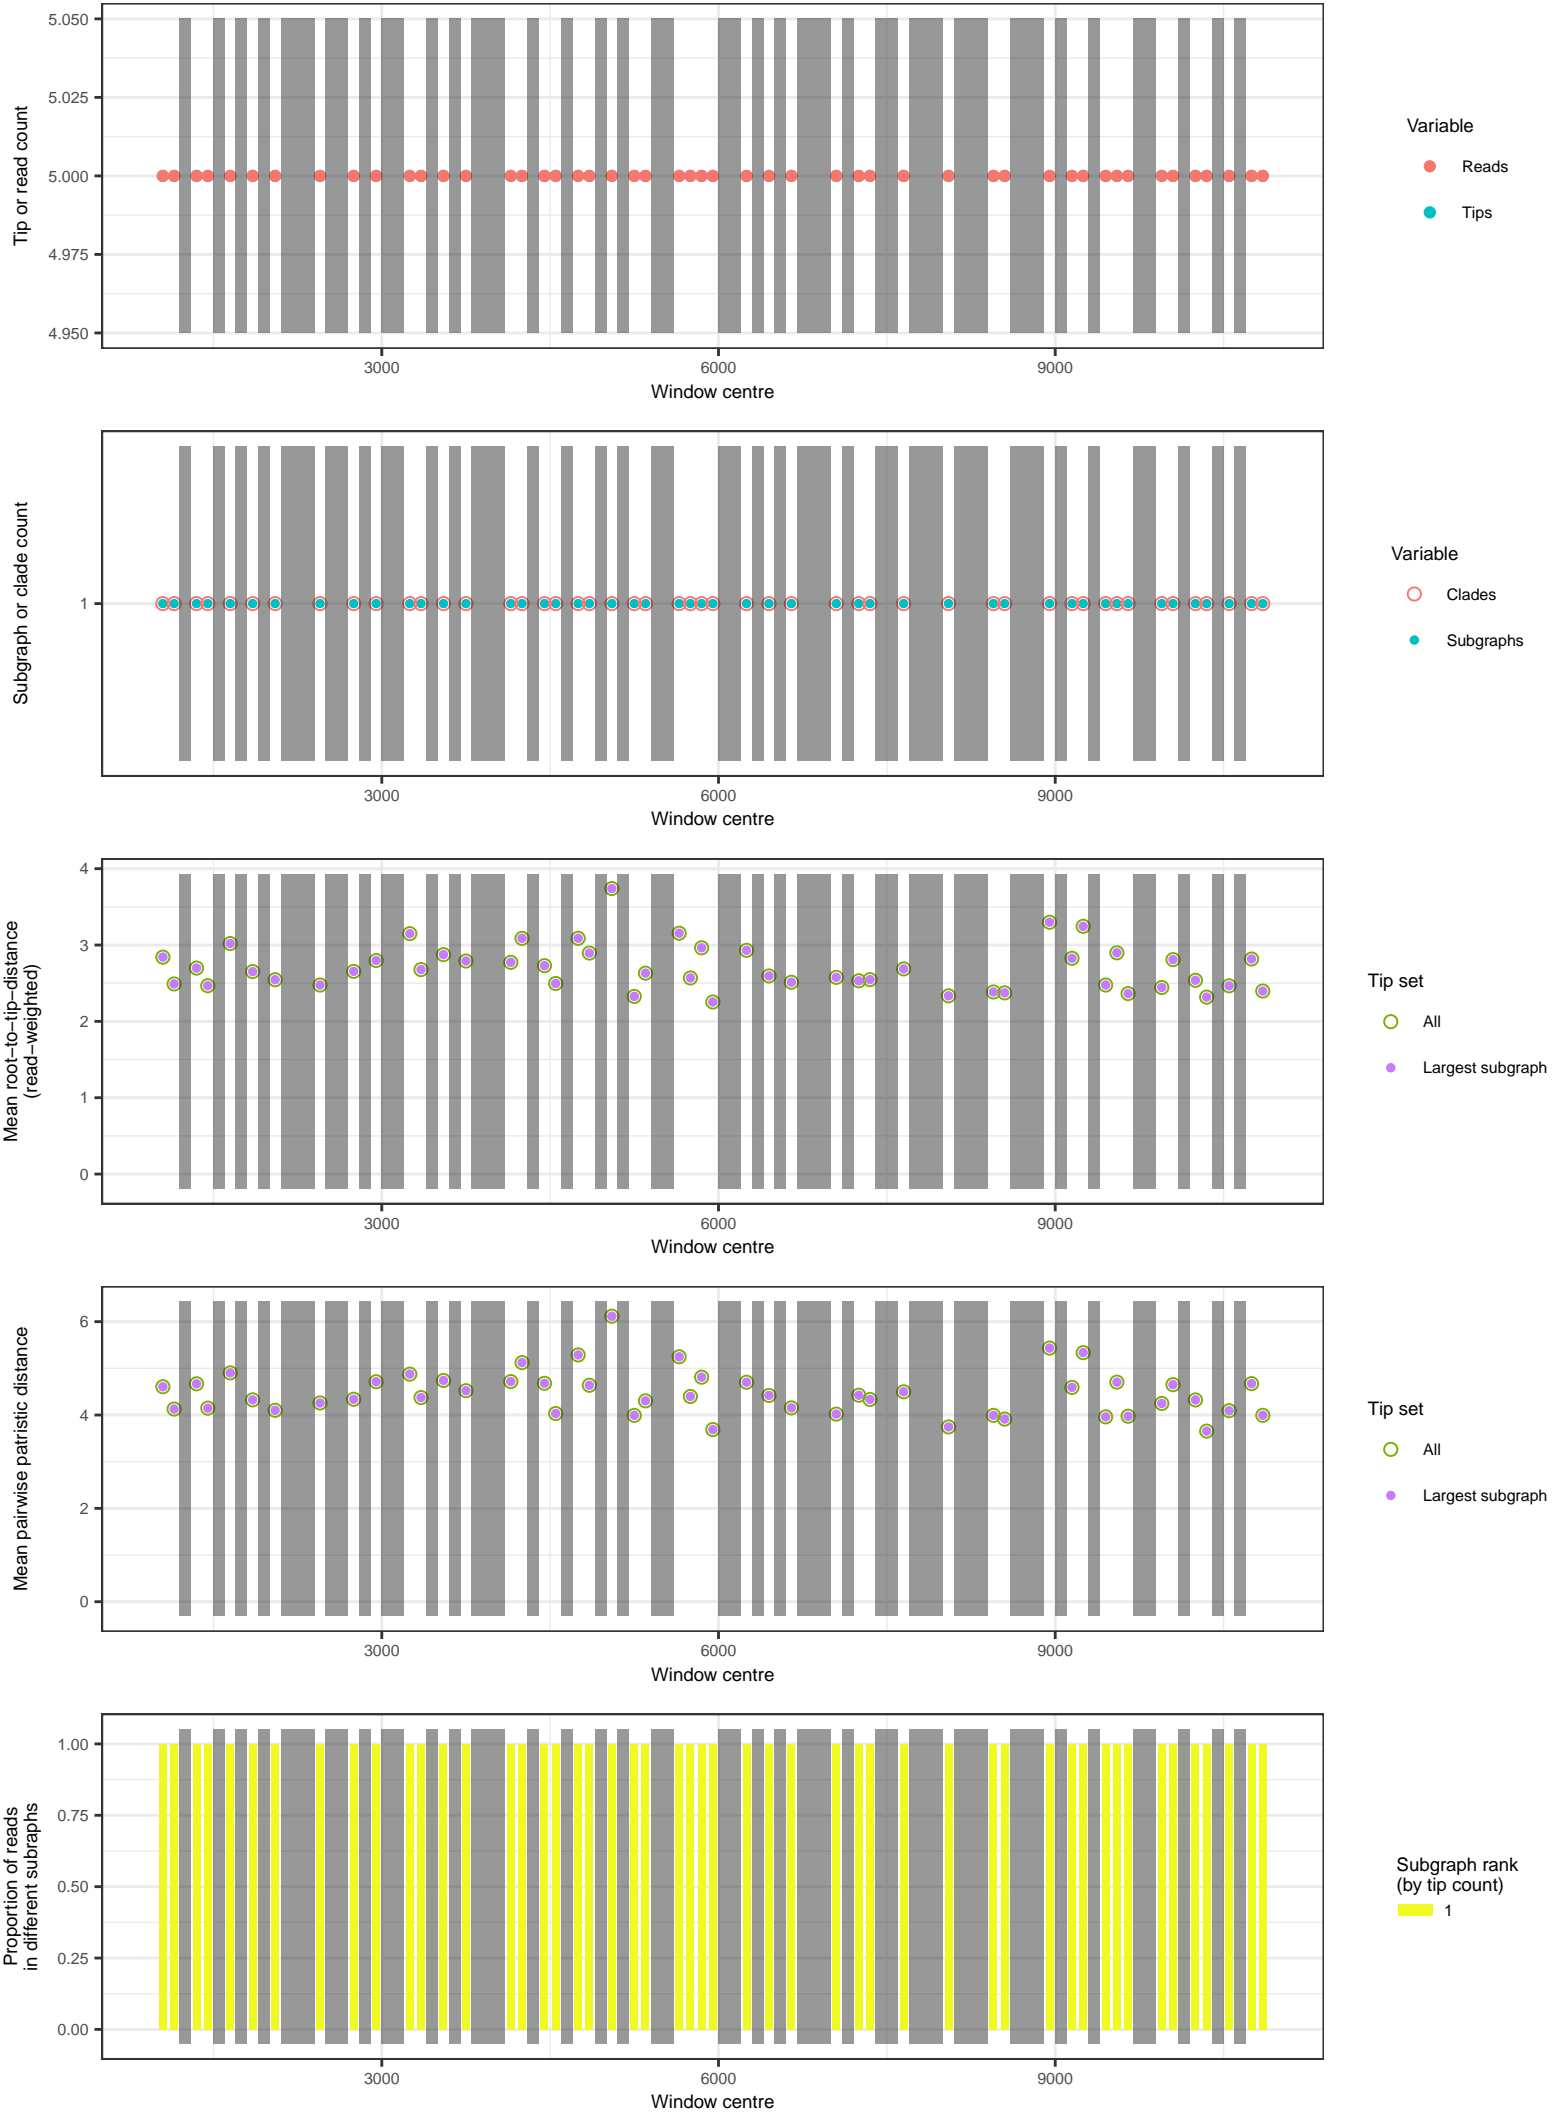 5.050
5.025
5.000
4.975
4.950
Tip or read count
3000
6000
9000
Window centre
Variable
Reads
Tips
1
Subgraph or clade count
3000
6000
9000
Window centre
Variable
Clades
Subgraphs
4
3
2
1
0
Mean root−to−tip−distance
(read−weighted)
3000
6000
9000
Window centre
Tip set
All
Largest subgraph
6
4
2
0
Mean pairwise patristic distance
3000
6000
9000
Window centre
Tip set
All
Largest subgraph
1.00
0.75
0.50
0.25
0.00
Proportion of reads
in different subraphs
3000
6000
9000
Window centre
Subgraph rank
(by tip count)
1